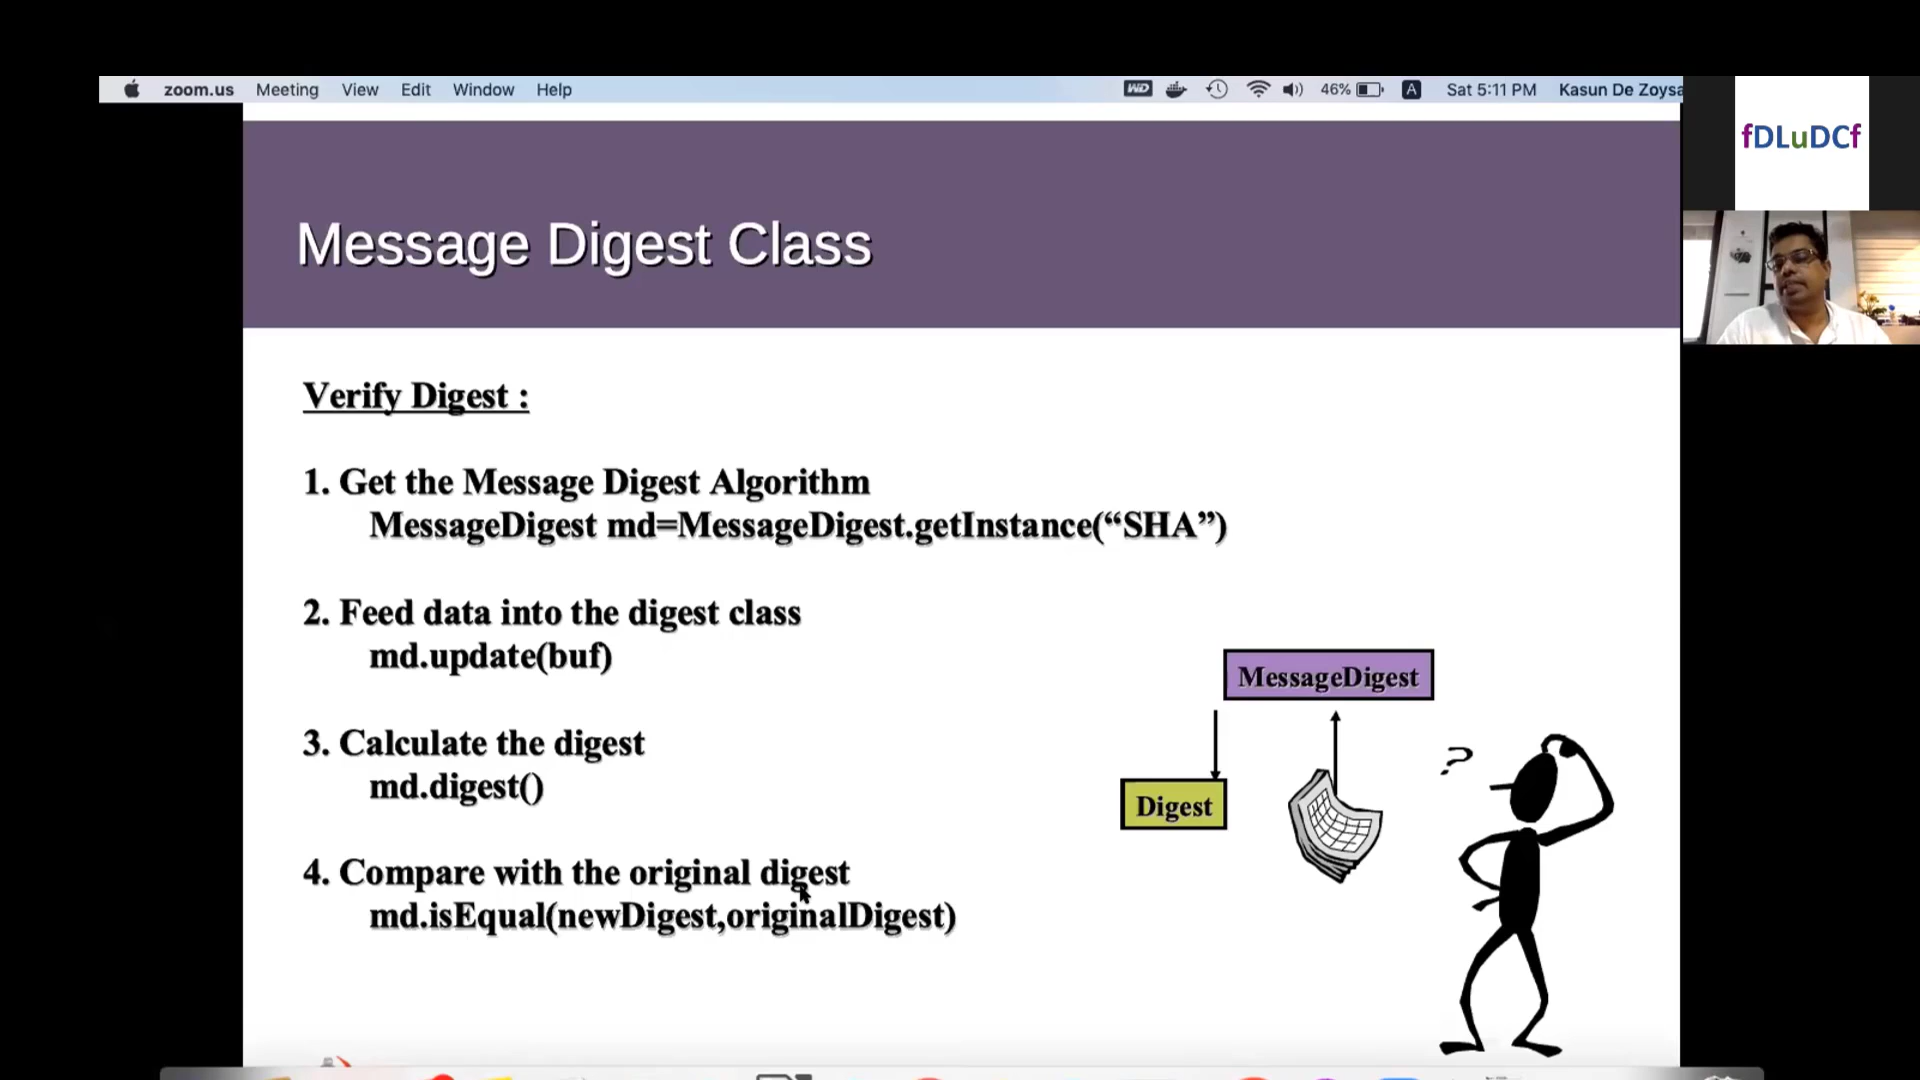 zoom.us Meeting View Edit Window Help
WD 46% A Sat 5:11 PM Kasun De Zoysa
fDLuDCf
Message Digest Class
Verify Digest :
1. Get the Message Digest Algorithm
MessageDigest md=MessageDigest.getInstance(“SHA”)
2. Feed data into the digest class
md.update(buf)
3. Calculate the digest
md.digest()
4. Compare with the original digest
md.isEqual(newDigest,originalDigest)
MessageDigest
Digest
?